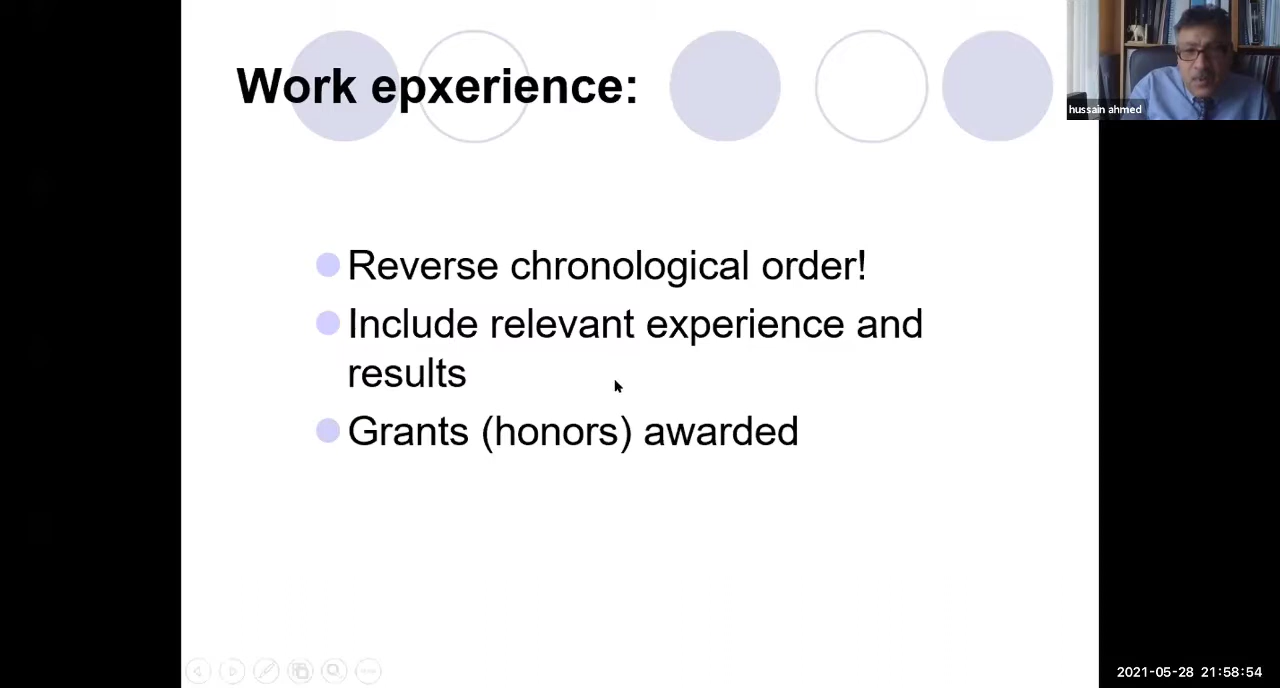 Work epxerience:
hussain ahmed
Reverse chronological order!
Include relevant experience and
results
Grants (honors) awarded
2021-05-28 21:58:54